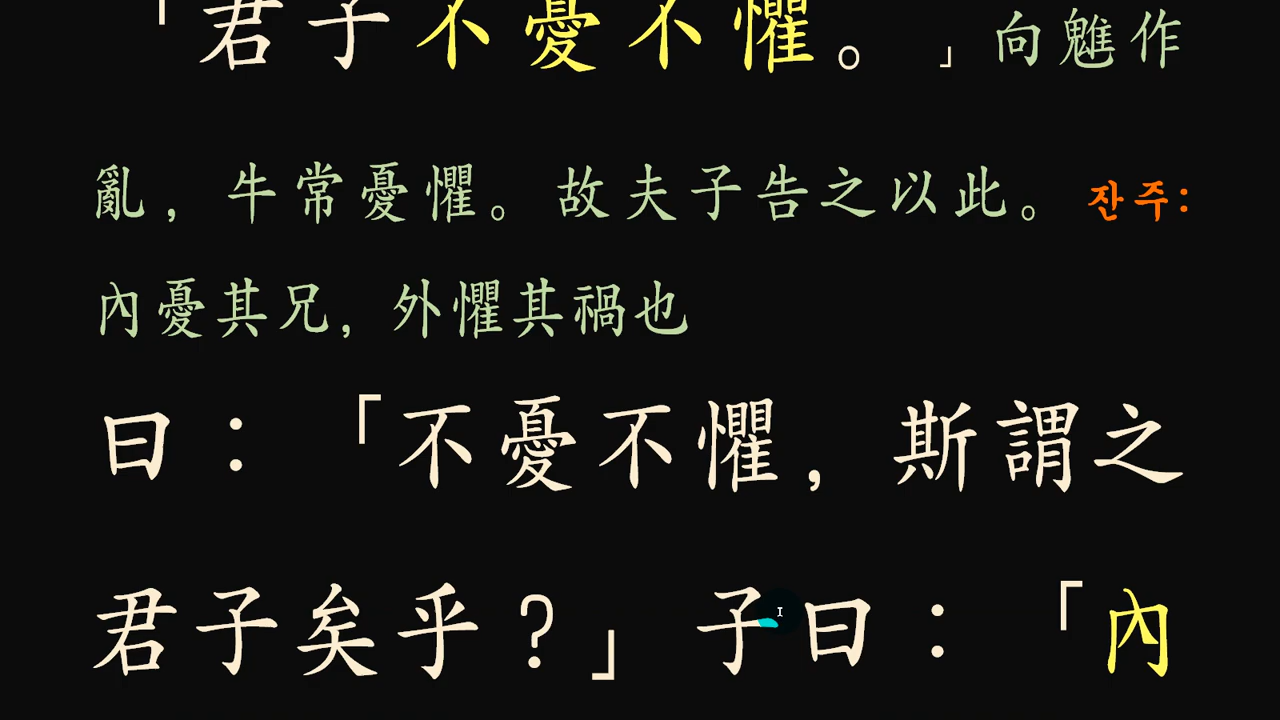 「君子不憂不懼。」向魋作
亂，牛常憂懼。故夫子告之以此。잔주:
內憂其兄，外懼其禍也
曰：「不憂不懼，斯謂之
君子矣乎？」子曰：「內